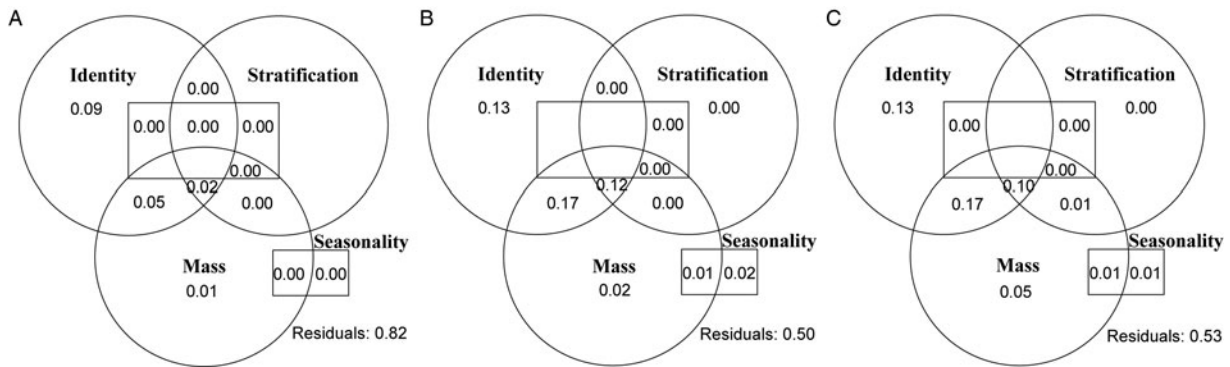 A
Identity
Stratification
0.00
0.09
0.00
0.00
0.00
0.00
0.02
0.05
0.00
Seasonality
Mass
0.00
0.00
0.01
Residuals: 0.82
B
Identity
Stratification
0.00
0.13
0.00
0.00
0.00
0.12
0.17
0.00
Seasonality
Mass
0.01
0.02
0.02
Residuals: 0.50
C
Identity
Stratification
0.13
0.00
0.00
0.00
0.00
0.10
0.17
0.01
Seasonality
Mass
0.01
0.01
0.05
Residuals: 0.53